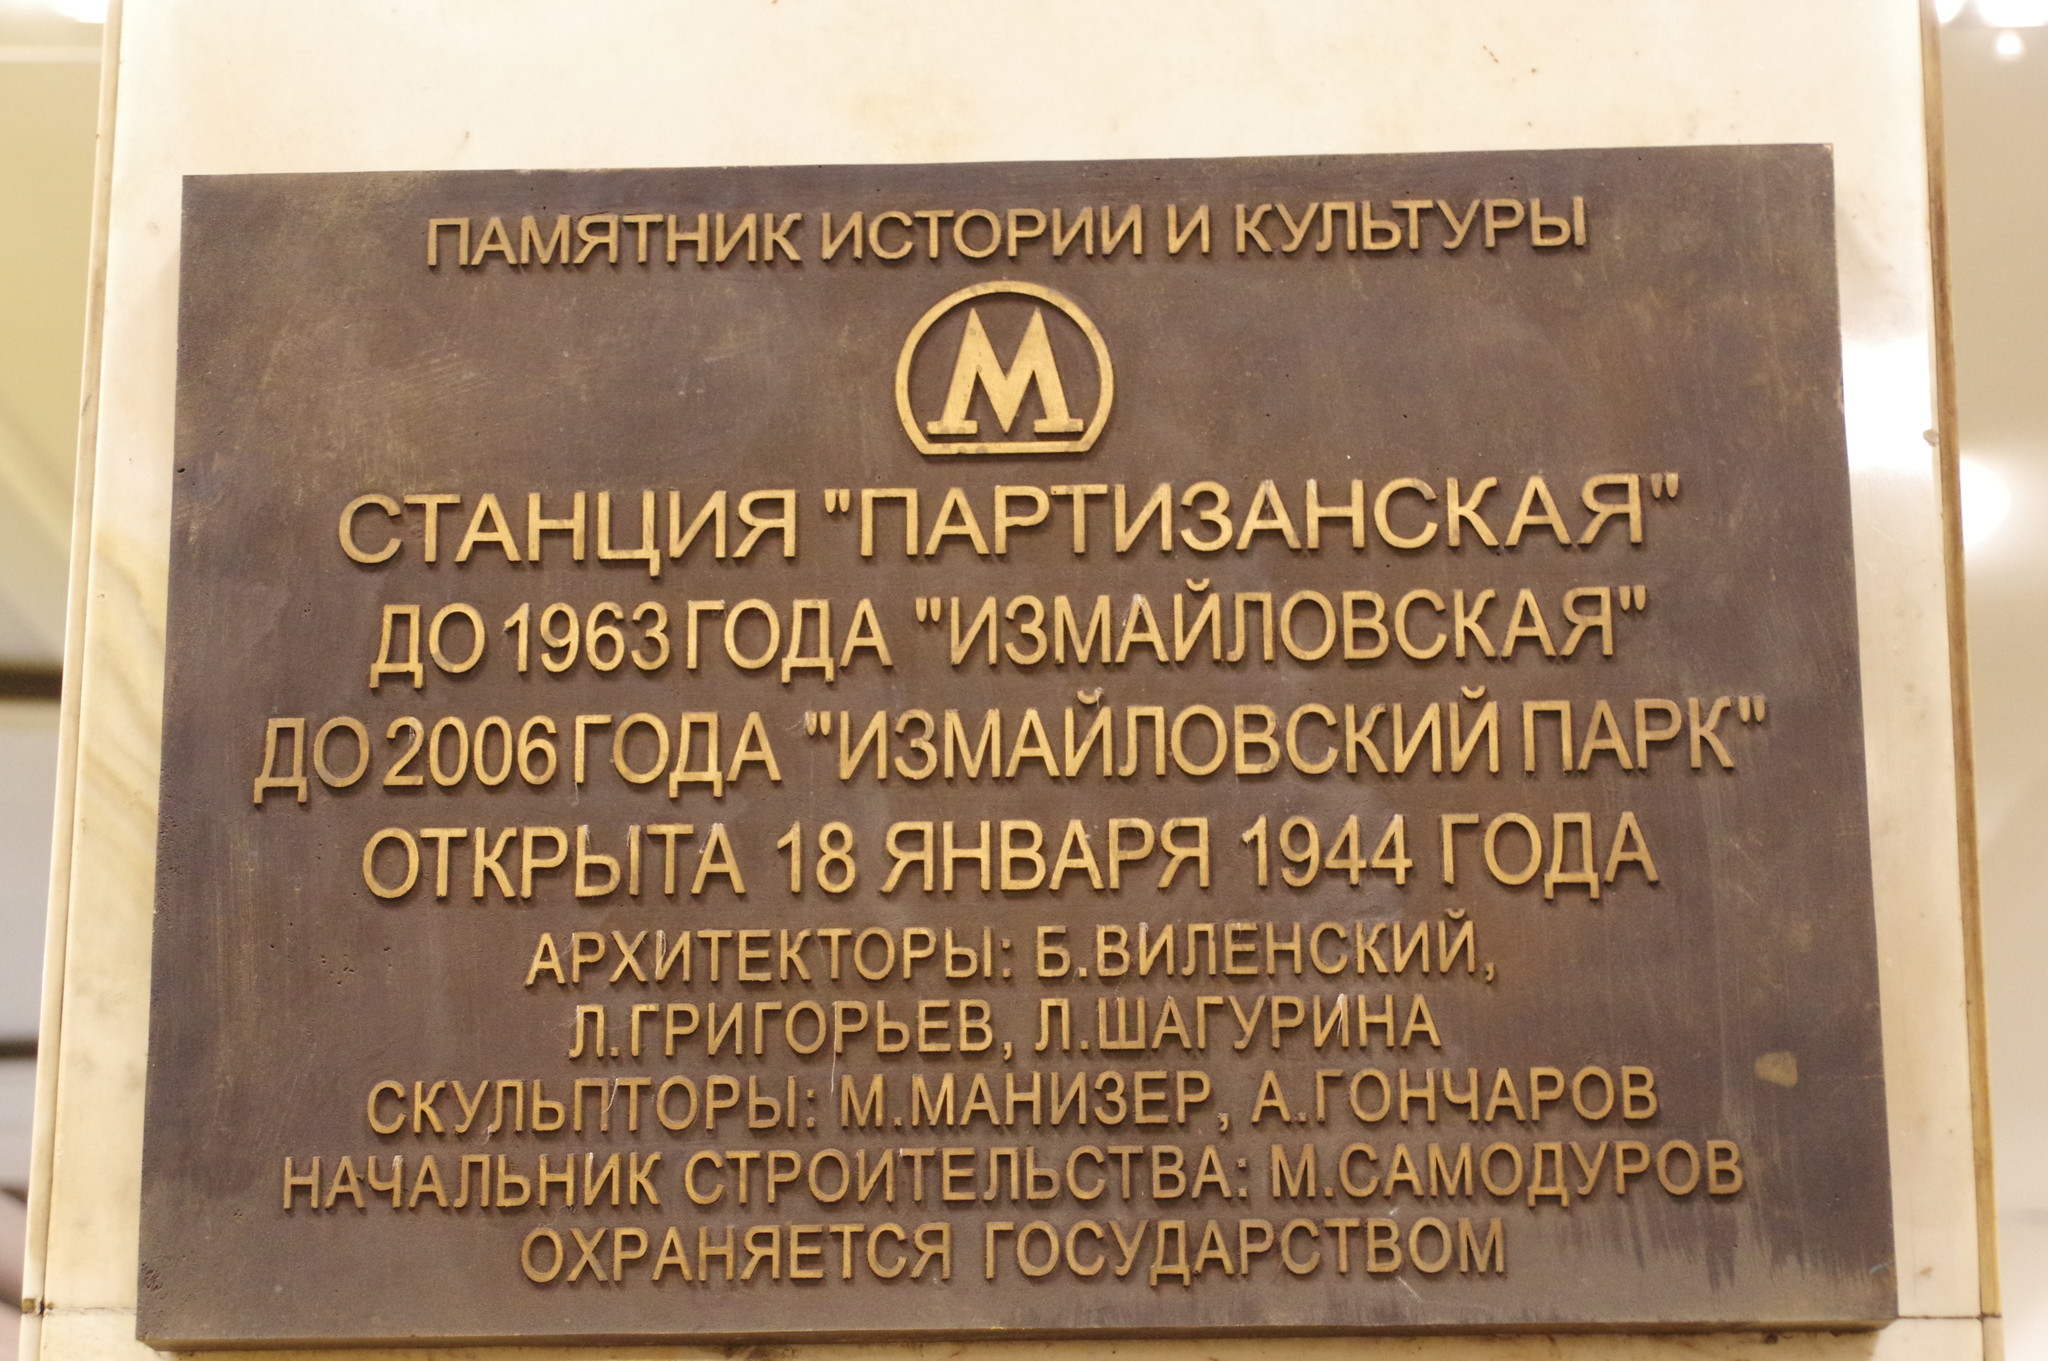 ПАМЯТНИК ИСТОРИИ И КУЛЬТУРЫ
М
СТАНЦИЯ "ПАРТИЗАНСКАЯ"
ДО 1963 ГОДА "ИЗМАЙЛОВСКАЯ"
ДО 2006 ГОДА "ИЗМАЙЛОВСКИЙ ПАРК"
ОТКРЫТА 18 ЯНВАРЯ 1944 ГОДА
АРХИТЕКТОРЫ: Б.ВИЛЕНСКИЙ,
Л.ГРИГОРЬЕВ, Л.ШАГУРИНА
СКУЛЬПТОРЫ: М.МАНИЗЕР, А.ГОНЧАРОВ
НАЧАЛЬНИК СТРОИТЕЛЬСТВА: М.САМОДУРОВ
ОХРАНЯЕТСЯ ГОСУДАРСТВОМ